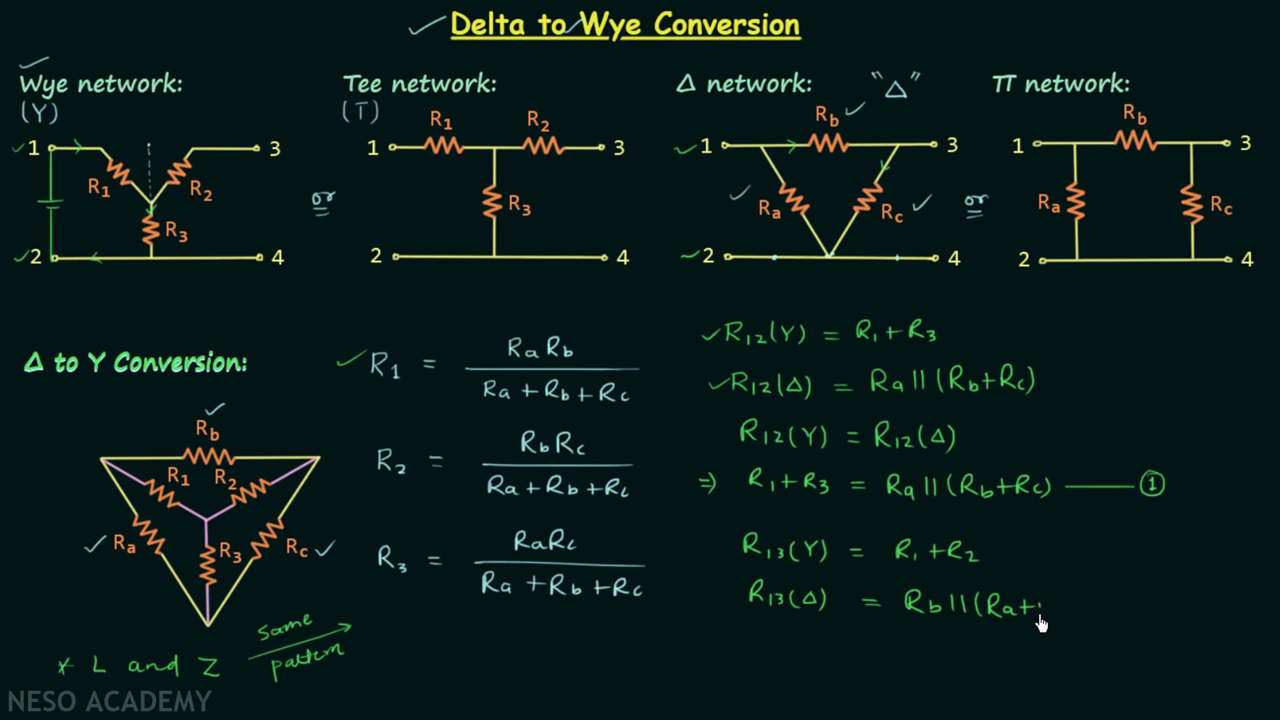 Delta to Wye Conversion
Wye network:
(Y)
1
3
R1
R2
R3
2
4
or
Tee network:
(T)
R1
R2
1
3
R3
2
4
Δ network:
"Δ"
Rb
1
3
Ra
Rc
2
4
or
Π network:
Rb
1
3
Ra
Rc
2
4
Δ to Y Conversion:
Rb
R1
R2
Ra
R3
Rc
* L and Z
same
pattern
R1 = RaRb / Ra+Rb+Rc
R2 = RbRc / Ra+Rb+Rc
R3 = RaRc / Ra+Rb+Rc
R12(Y) = R1+R3
R12(Δ) = Ra||(Rb+Rc)
R12(Y) = R12(Δ)
⇒ R1+R3 = Ra||(Rb+Rc) —— ①
R13(Y) = R1+R2
R13(Δ) = Rb||(Ra+
NESO ACADEMY